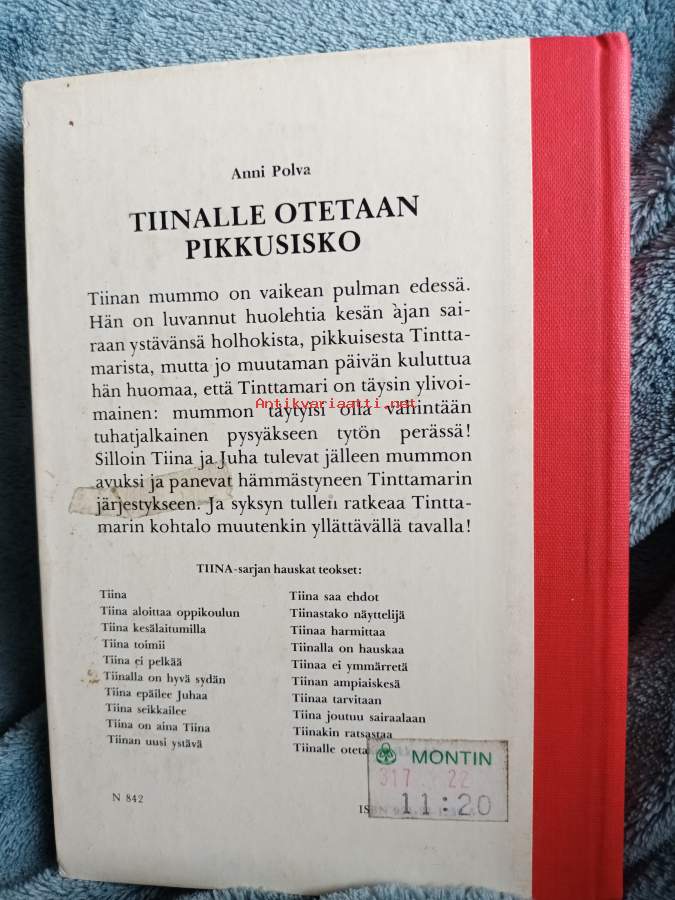 Anni Polva
TIINALLE OTETAAN
PIKKUSISKO
Tiinan mummo on vaikean pulman edessä.
Hän on luvannut huolehtia kesän ajan sai-
raan ystävänsä holhokista, pikkuisesta Tintta-
marista, mutta jo muutaman päivän kuluttua
hän huomaa, että Tinttamari on täysin ylivoi-
mainen: mummon täytyisi olla vähintään
Antikvariaatti.net
tuhatjalkainen pysyäkseen tytön perässä!
Silloin Tiina ja Juha tulevat jälleen mummon
avuksi ja panevat hämmästyneen Tinttamarin
järjestykseen. Ja syksyn tullen ratkeaa Tintta-
marin kohtalo muutenkin yllättävällä tavalla!
TIINA-sarjan hauskat teokset:
Tiina
Tiina aloittaa oppikoulun
Tiina kesälaitumilla
Tiina toimii
Tiina ei pelkää
Tiinalla on hyvä sydän
Tiina epäilee Juhaa
Tiina seikkailee
Tiina on aina Tiina
Tiinan uusi ystävä
Tiina saa ehdot
Tiinastako näyttelijä
Tiinaa harmittaa
Tiinalla on hauskaa
Tiinaa ei ymmärretä
Tiinan ampiaiskesä
Tiinaa tarvitaan
Tiina joutuu sairaalaan
Tiinakin ratsastaa
Tiinalle
MONTIN
317 22
11:20
N 842